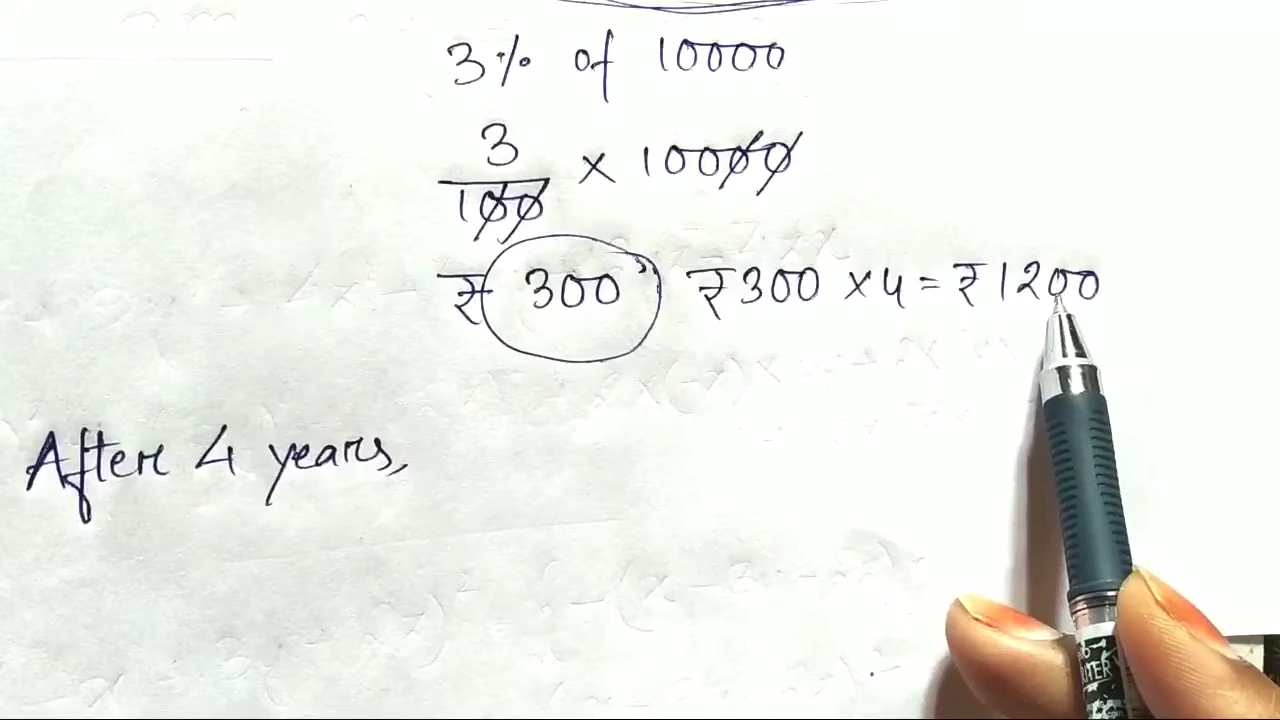 3% of 10000
3
100 × 10000
₹ 300 ₹300 ×4 = ₹1200
After 4 years,